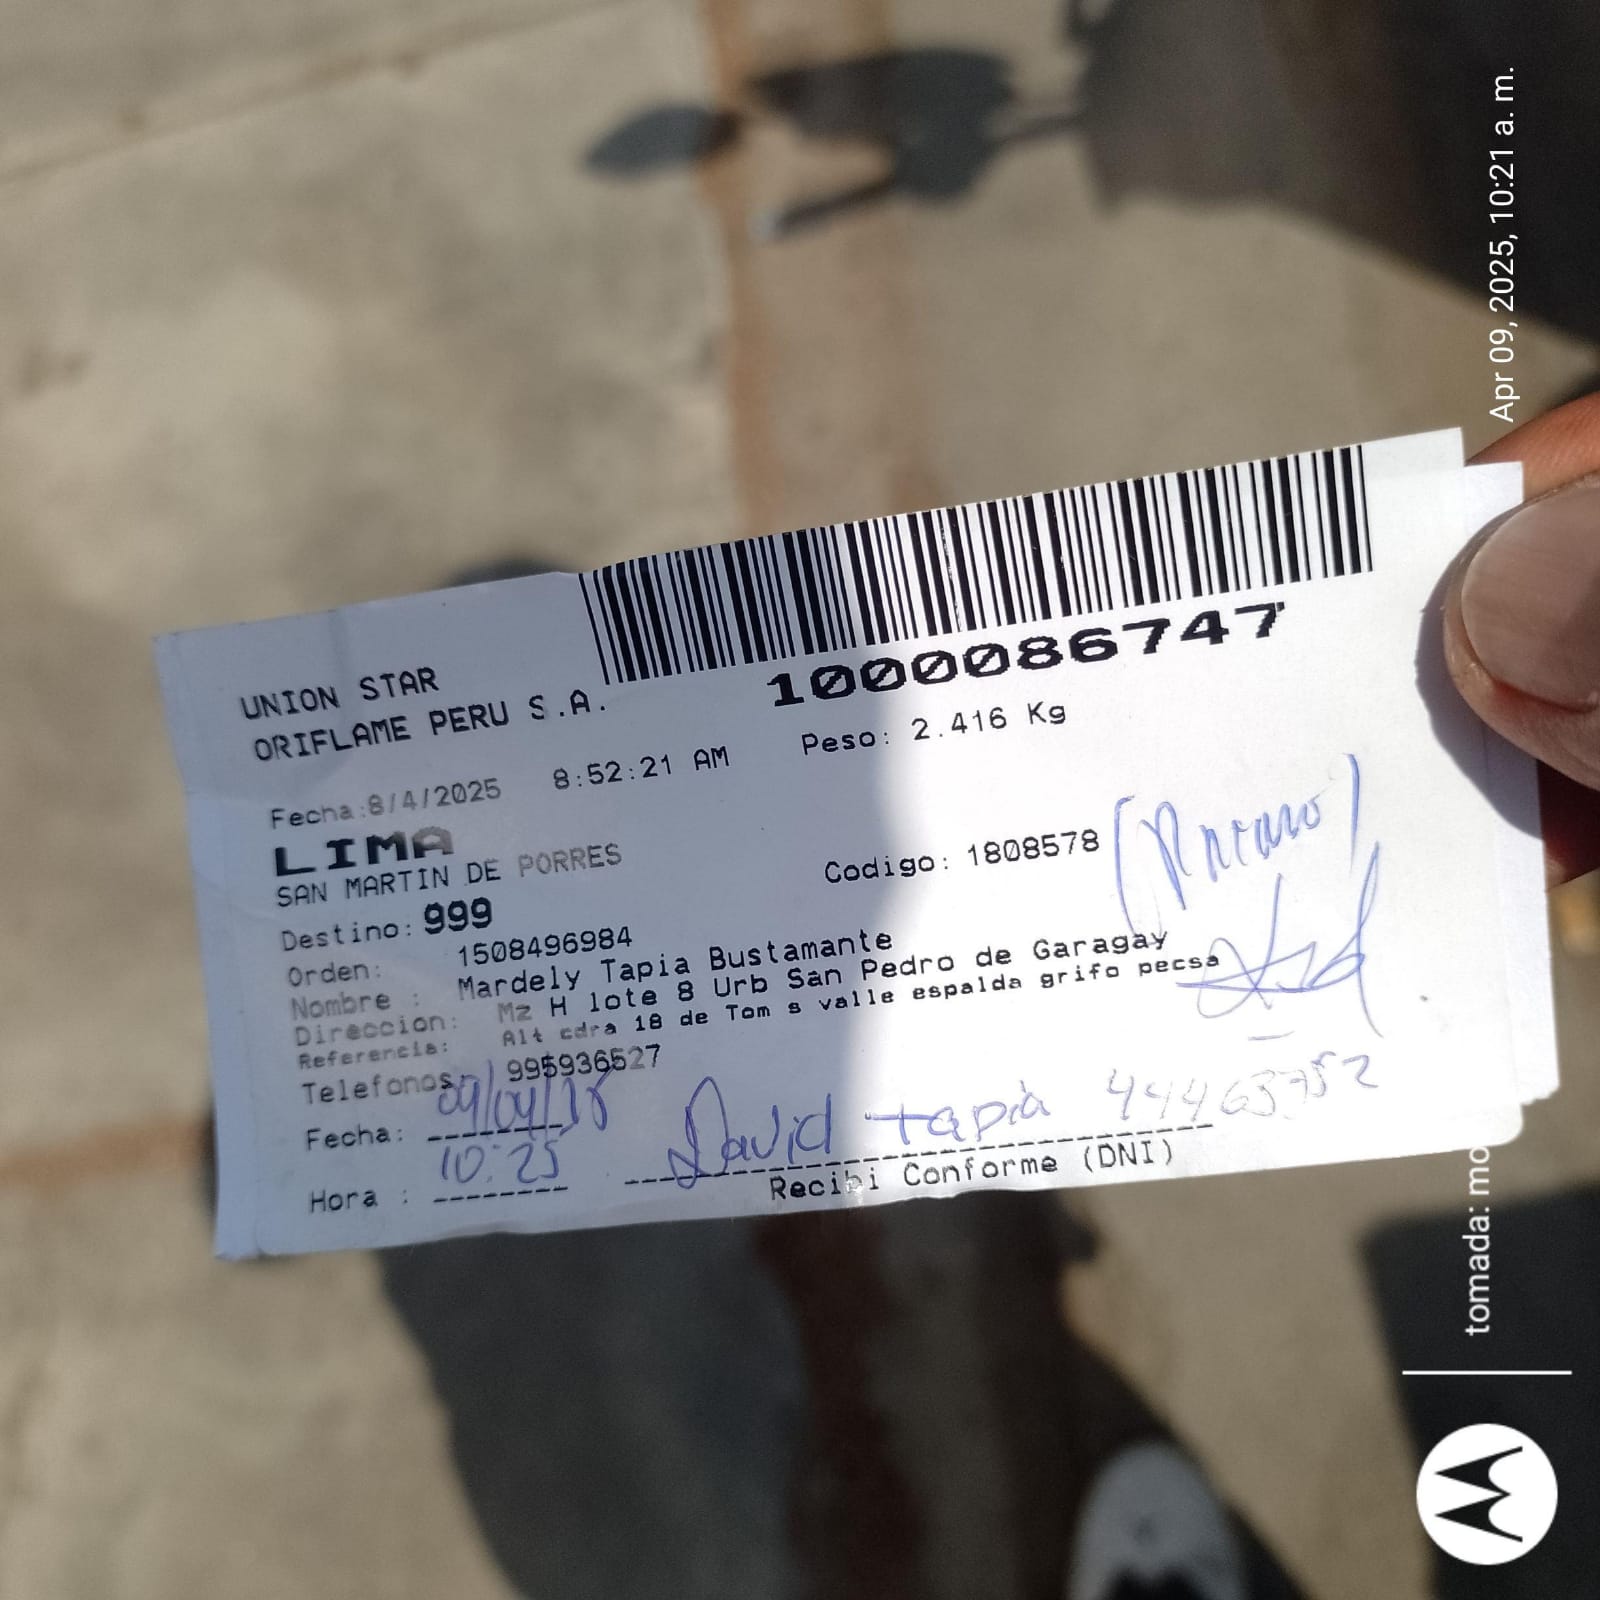 UNION STAR
ORIFLAME PERU S.A.
1000086747
Fecha:8/4/2025 8:52:21 AM Peso: 2.416 Kg
LIMA
SAN MARTIN DE PORRES
Codigo: 1808578
Destino: 999
Orden: 1508496984
Nombre : Mardely Tapia Bustamante
Direccion: Mz H lote 8 Urb San Pedro de Garagay
Referencia: Alt cdra 18 de Tom s valle espalda grifo pecsa
Telefonos: 995936527
Fecha: 09/04/
David tapia
Hora : 10:25
Recibi Conforme (DNI)
Apr 09, 2025, 10:21 a. m.
tomada: mo